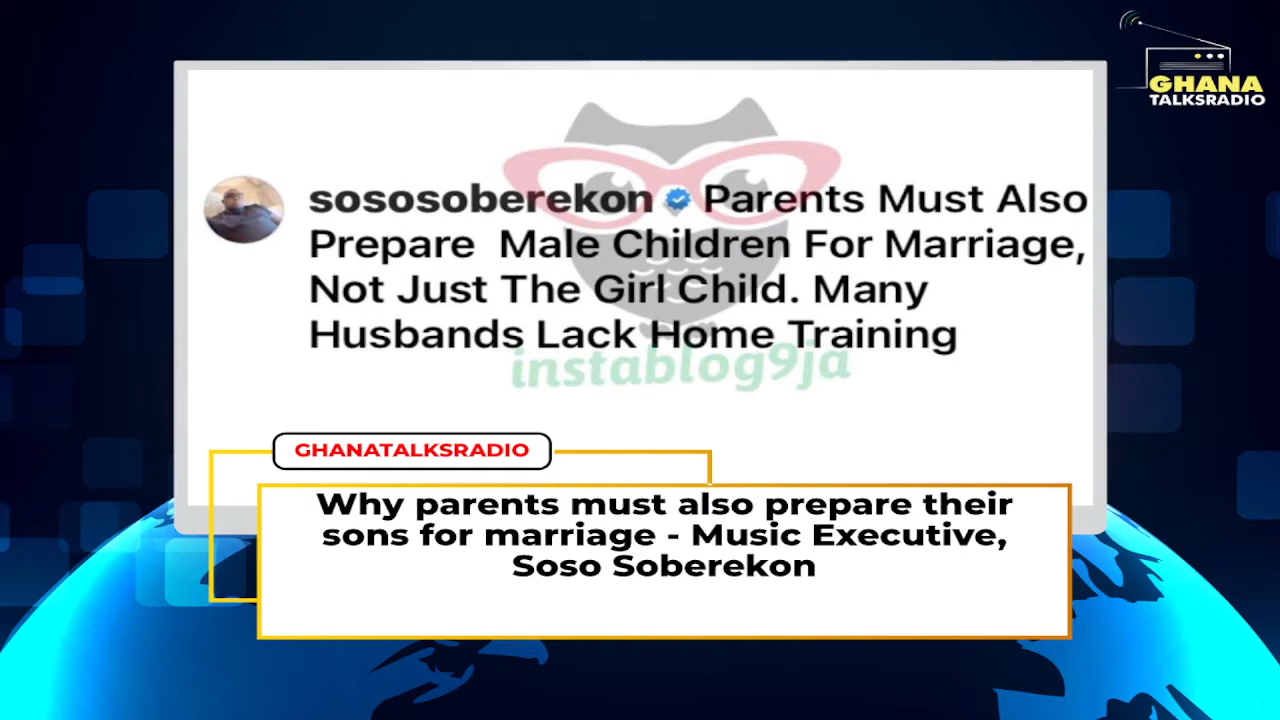 GHANA
TALKSRADIO
sososoberekon Parents Must Also
Prepare Male Children For Marriage,
Not Just The Girl Child. Many
Husbands Lack Home Training
instablog9ja
GHANATALKSRADIO
Why parents must also prepare their
sons for marriage - Music Executive,
Soso Soberekon